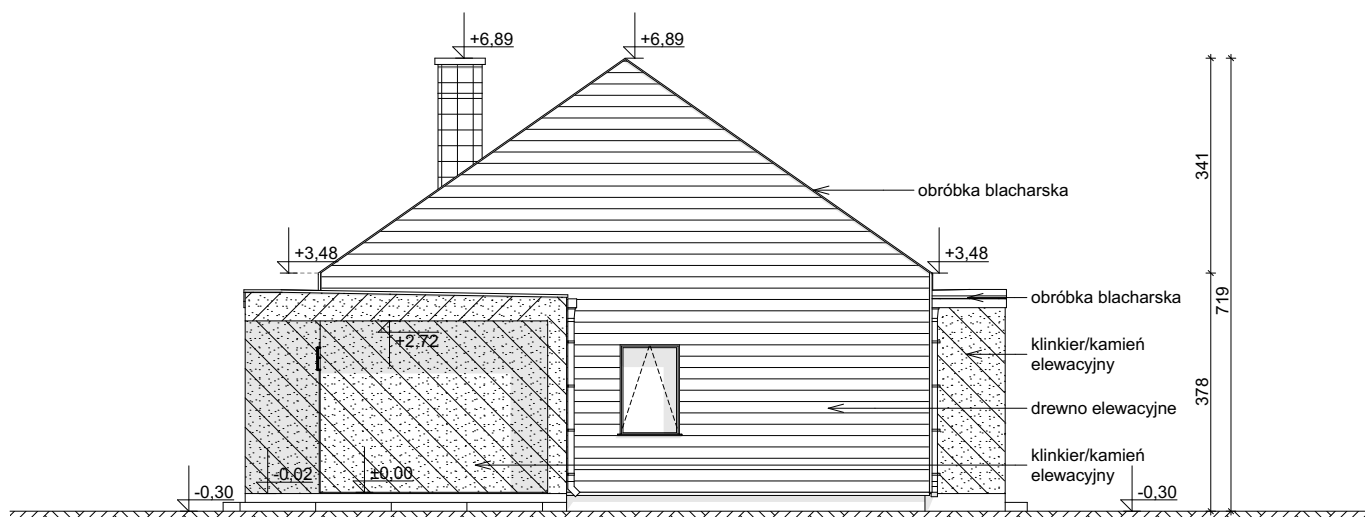 +6,89
+6,89
341
obróbka blacharska
+3,48
+3,48
obróbka blacharska
719
+2,72
klinkier/kamień
elewacyjny
378
drewno elewacyjne
klinkier/kamień
elewacyjny
-0,02
±0,00
-0,30
-0,30